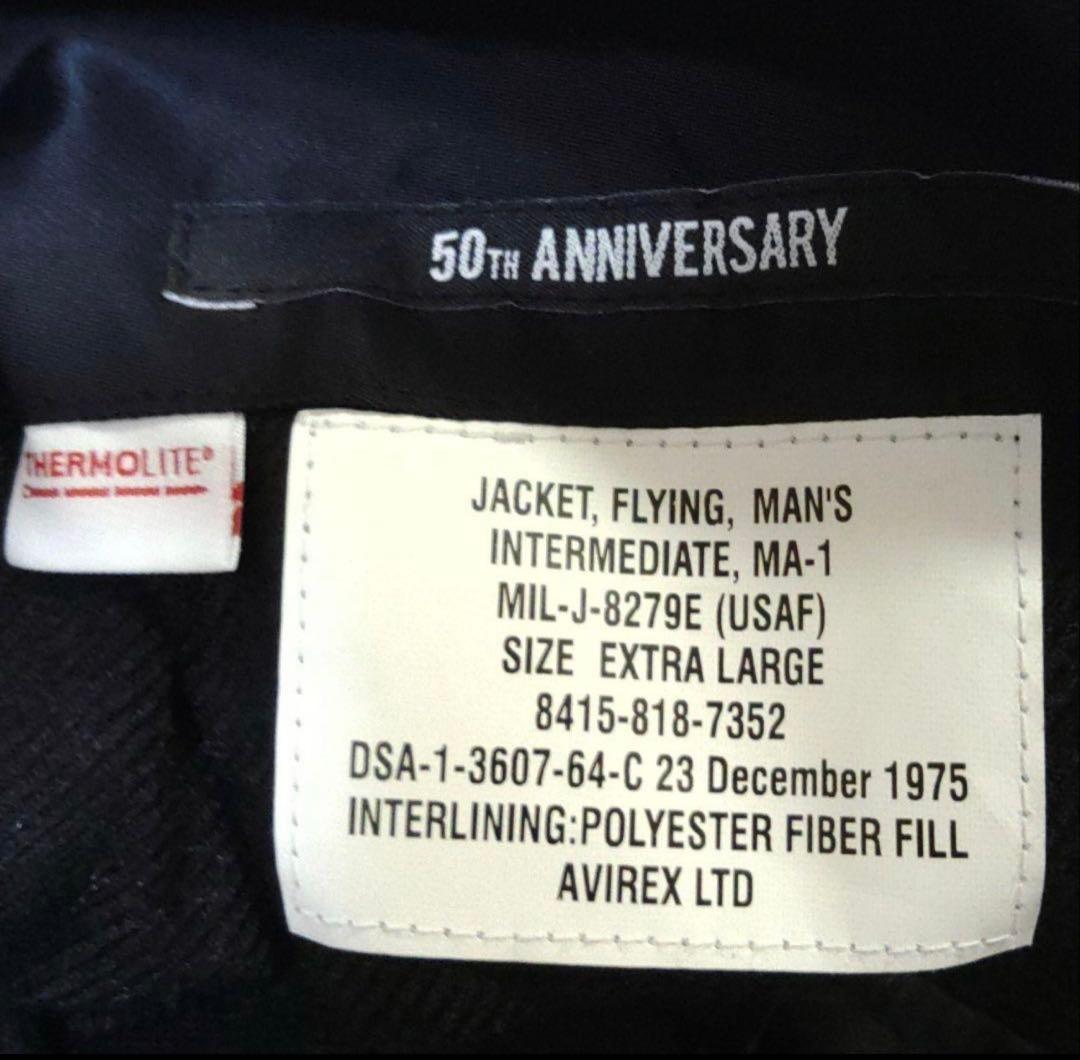 50TH ANNIVERSARY
THERMOLITE®
JACKET, FLYING, MAN'S
INTERMEDIATE, MA-1
MIL-J-8279E (USAF)
SIZE EXTRA LARGE
8415-818-7352
DSA-1-3607-64-C 23 December 1975
INTERLINING:POLYESTER FIBER FILL
AVIREX LTD